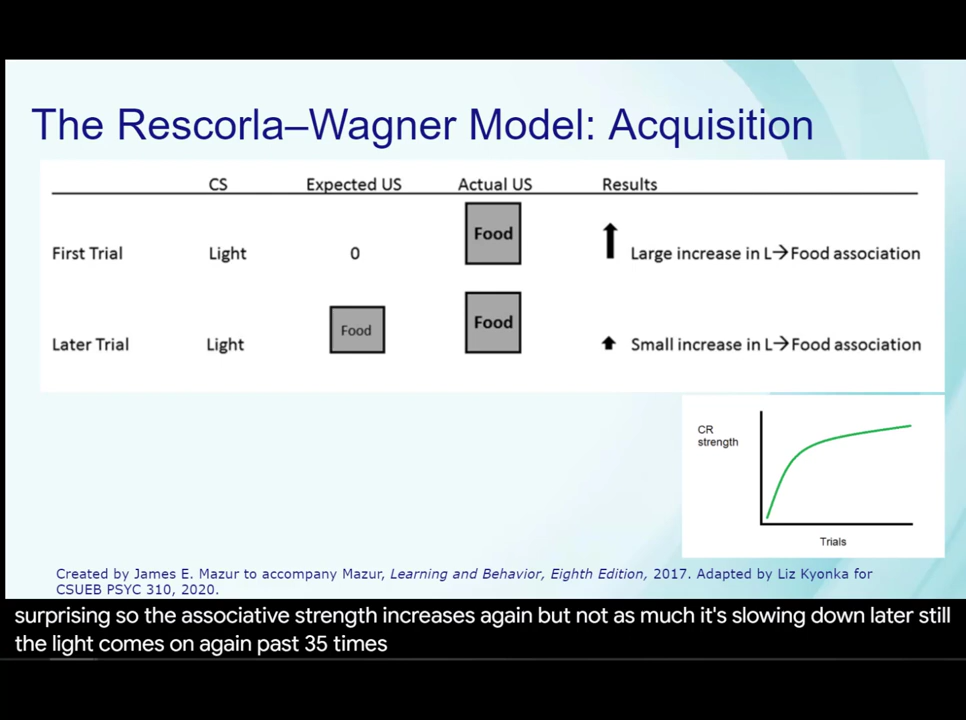 The Rescorla–Wagner Model: Acquisition
CS Expected US Actual US Results
First Trial Light 0 Food Large increase in L→Food association
Later Trial Light Food Food Small increase in L→Food association
CR
strength
Trials
Created by James E. Mazur to accompany Mazur, Learning and Behavior, Eighth Edition, 2017. Adapted by Liz Kyonka for
CSUEB PSYC 310, 2020.
surprising so the associative strength increases again but not as much it's slowing down later still
the light comes on again past 35 times